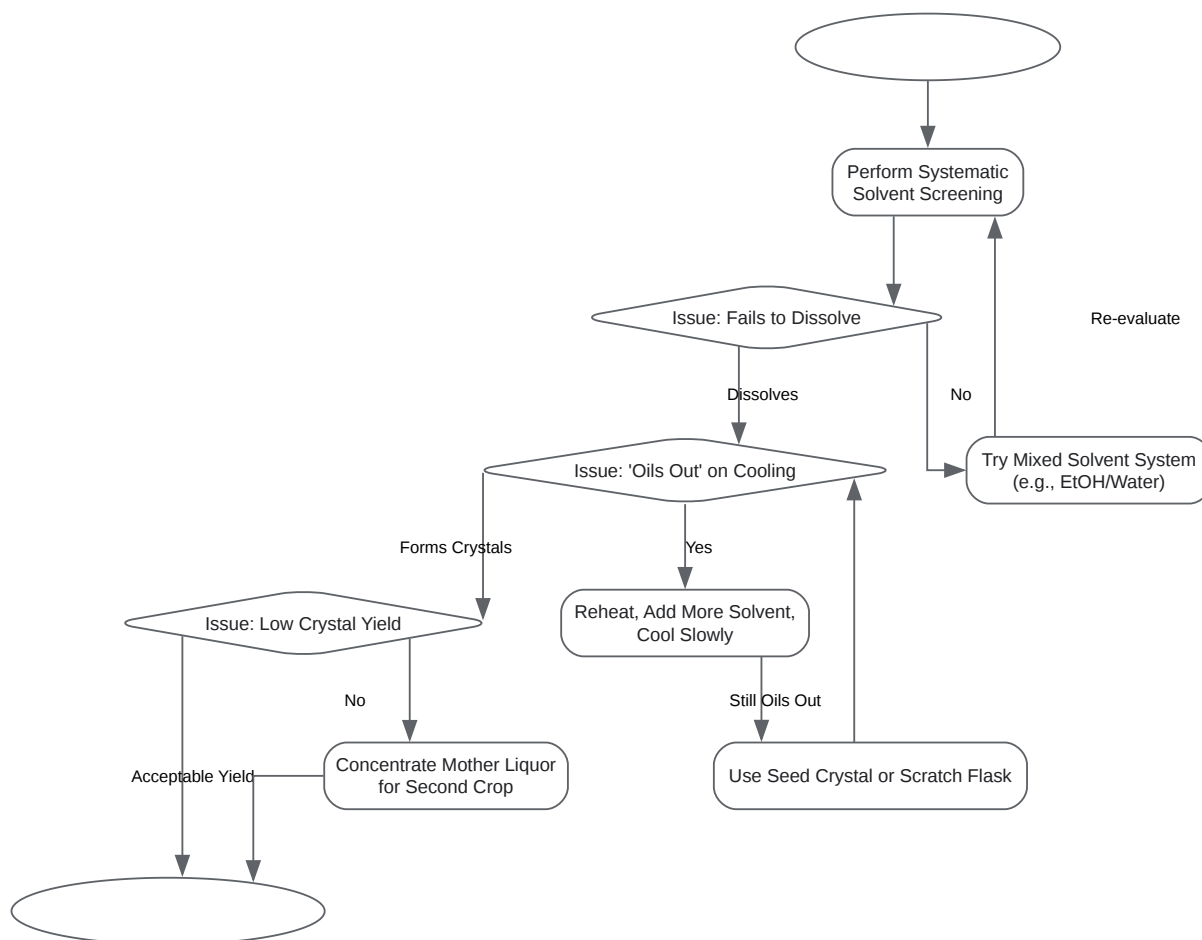 Perform Systematic
Solvent Screening
Issue: Fails to Dissolve
Re-evaluate
Dissolves
No
Issue: 'Oils Out' on Cooling
Try Mixed Solvent System
(e.g., EtOH/Water)
Forms Crystals
Yes
Issue: Low Crystal Yield
Reheat, Add More Solvent,
Cool Slowly
No
Still Oils Out
Acceptable Yield
Concentrate Mother Liquor
for Second Crop
Use Seed Crystal or Scratch Flask